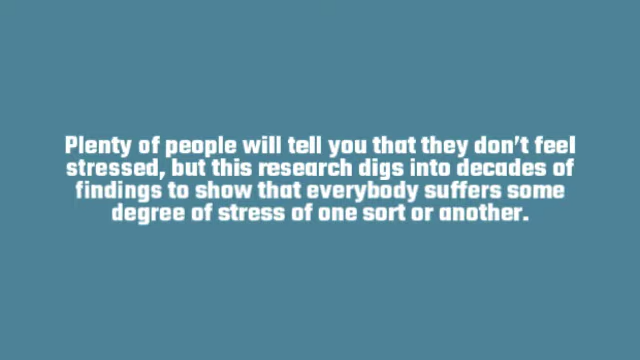 Plenty of people will tell you that they don't feel
stressed, but this research digs into decades of
findings to show that everybody suffers some
degree of stress of one sort or another.